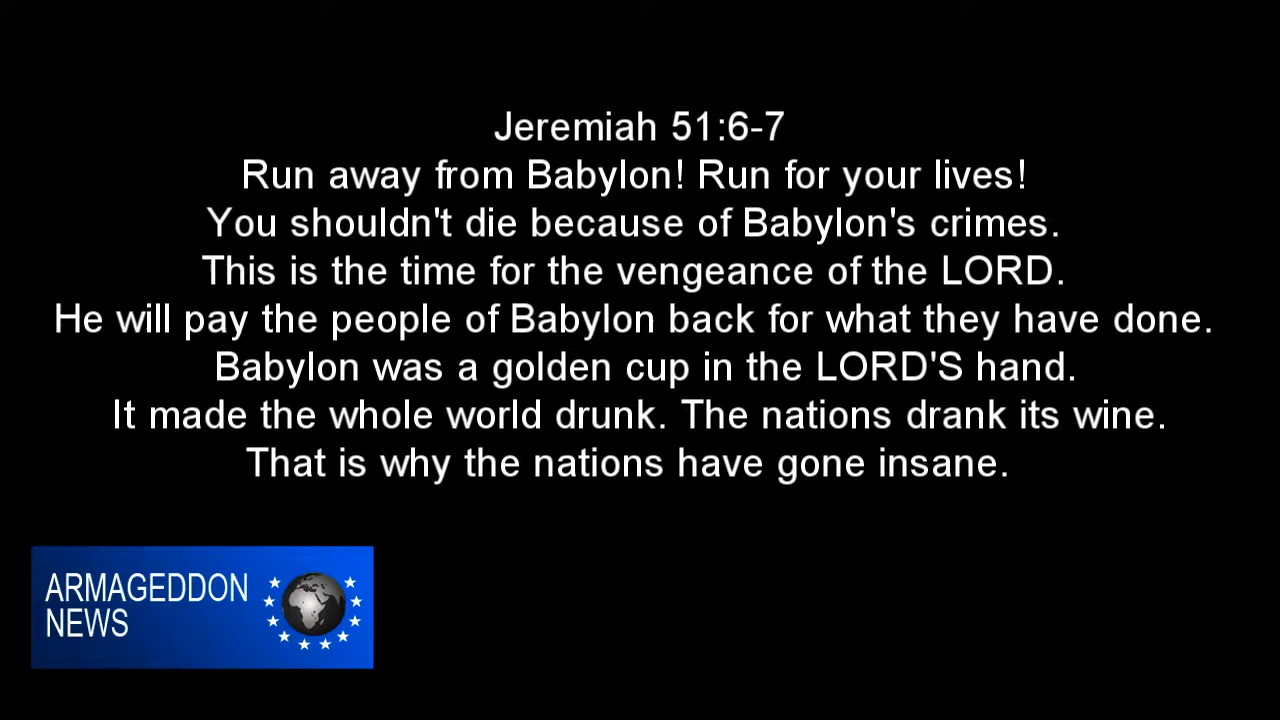 Jeremiah 51:6-7
Run away from Babylon! Run for your lives!
You shouldn't die because of Babylon's crimes.
This is the time for the vengeance of the LORD.
He will pay the people of Babylon back for what they have done.
Babylon was a golden cup in the LORD'S hand.
It made the whole world drunk. The nations drank its wine.
That is why the nations have gone insane.
ARMAGEDDON
NEWS